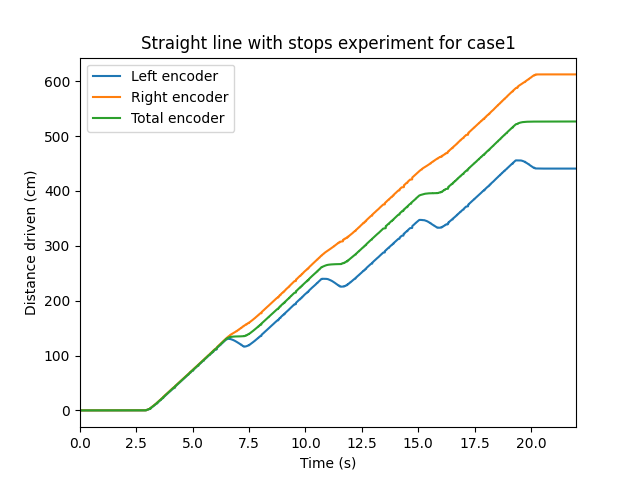 Straight line with stops experiment for case1
Left encoder
Right encoder
Total encoder
Distance driven (cm)
600
500
400
300
200
100
0
0.0 2.5 5.0 7.5 10.0 12.5 15.0 17.5 20.0
Time (s)